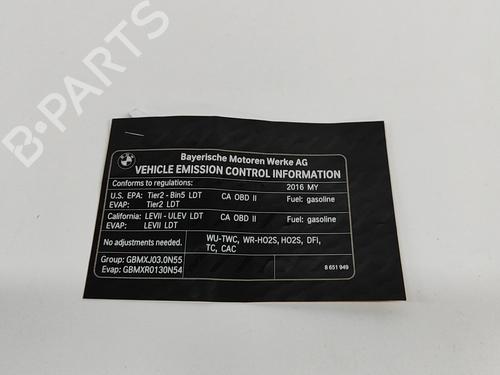 B-PARTS
Bayerische Motoren Werke AG
VEHICLE EMISSION CONTROL INFORMATION
Conforms to regulations: 2016 MY
U.S. EPA: Tier2 - Bin5 LDT CA OBD II Fuel: gasoline
EVAP: Tier2 LDT
California: LEVII - ULEV LDT CA OBD II Fuel: gasoline
EVAP: LEVII LDT
No adjustments needed.
WU-TWC, WR-HO2S, HO2S, DFI,
TC, CAC
Group: GBMXJ03.0N55
Evap: GBMXR0130N54
8 651 949